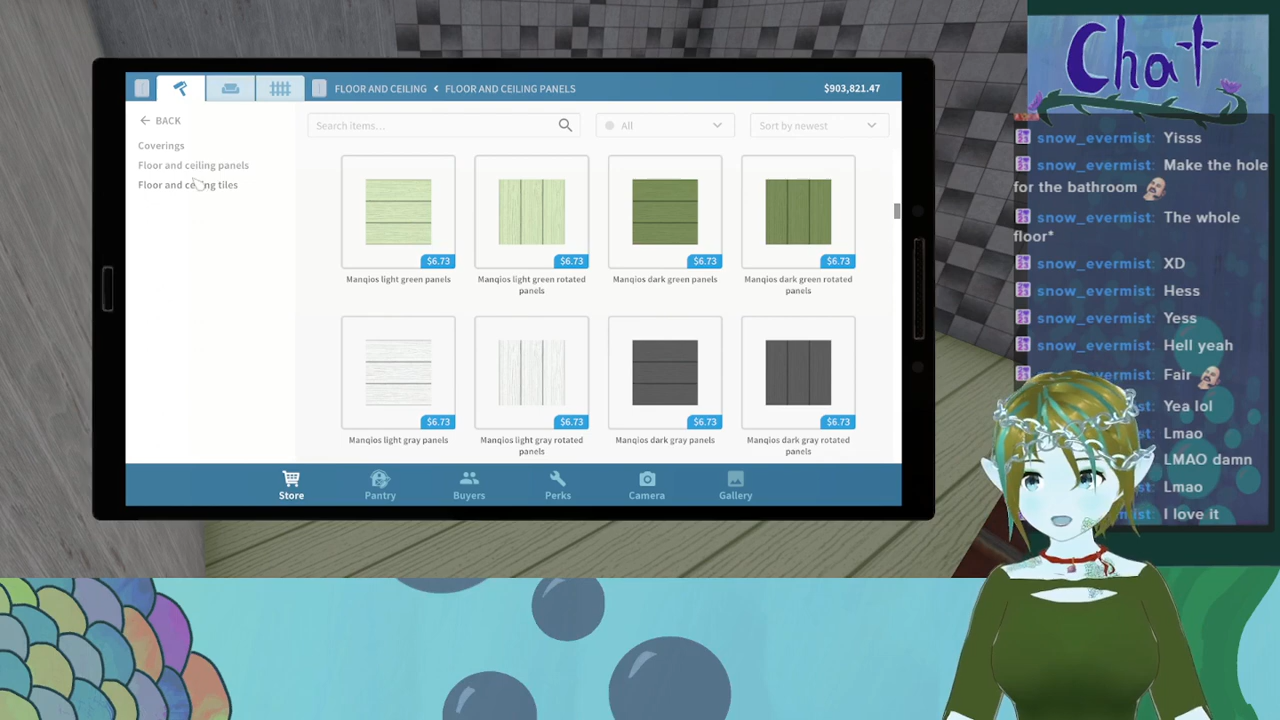 FLOOR AND CEILING < FLOOR AND CEILING PANELS
$903,821.47
BACK
Coverings
Floor and ceiling panels
Floor and ceiling tiles
Search items...
All
Sort by newest
$6.73
$6.73
$6.73
$6.73
Manqios light green panels
Manqios light green rotated
panels
Manqios dark green panels
Manqios dark green rotated
panels
$6.73
$6.73
$6.73
$6.73
Manqios light gray panels
Manqios light gray rotated
panels
Manqios dark gray panels
Manqios dark gray rotated
panels
Store
Pantry
Buyers
Perks
Camera
Gallery
Chat
snow_evermist: Yisss
snow_evermist: Make the hole
for the bathroom
snow_evermist: The whole
floor*
snow_evermist: XD
snow_evermist: Hess
snow_evermist: Yess
snow_evermist: Hell yeah
ermist: Fair
Yea lol
Lmao
LMAO damn
Lmao
I love it